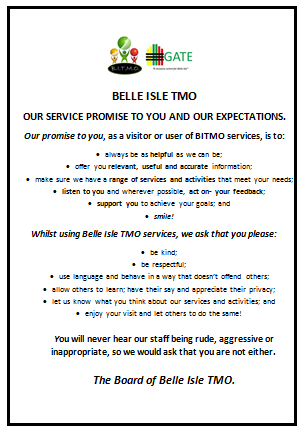 B.I.T.M.O
GATE
BELLE ISLE TMO
OUR SERVICE PROMISE TO YOU AND OUR EXPECTATIONS.
Our promise to you, as a visitor or user of BITMO services, is to:
• always be as helpful as we can be;
• offer you relevant, useful and accurate information;
• make sure we have a range of services and activities that meet your needs;
• listen to you and wherever possible, act on- your feedback;
• support you to achieve your goals; and
• smile!
Whilst using Belle Isle TMO services, we ask that you please:
• be kind;
• be respectful;
• use language and behave in a way that doesn't offend others;
• allow others to learn; have their say and appreciate their privacy;
• let us know what you think about our services and activities; and
• enjoy your visit and let others to do the same!
You will never hear our staff being rude, aggressive or
inappropriate, so we would ask that you are not either.
The Board of Belle Isle TMO.